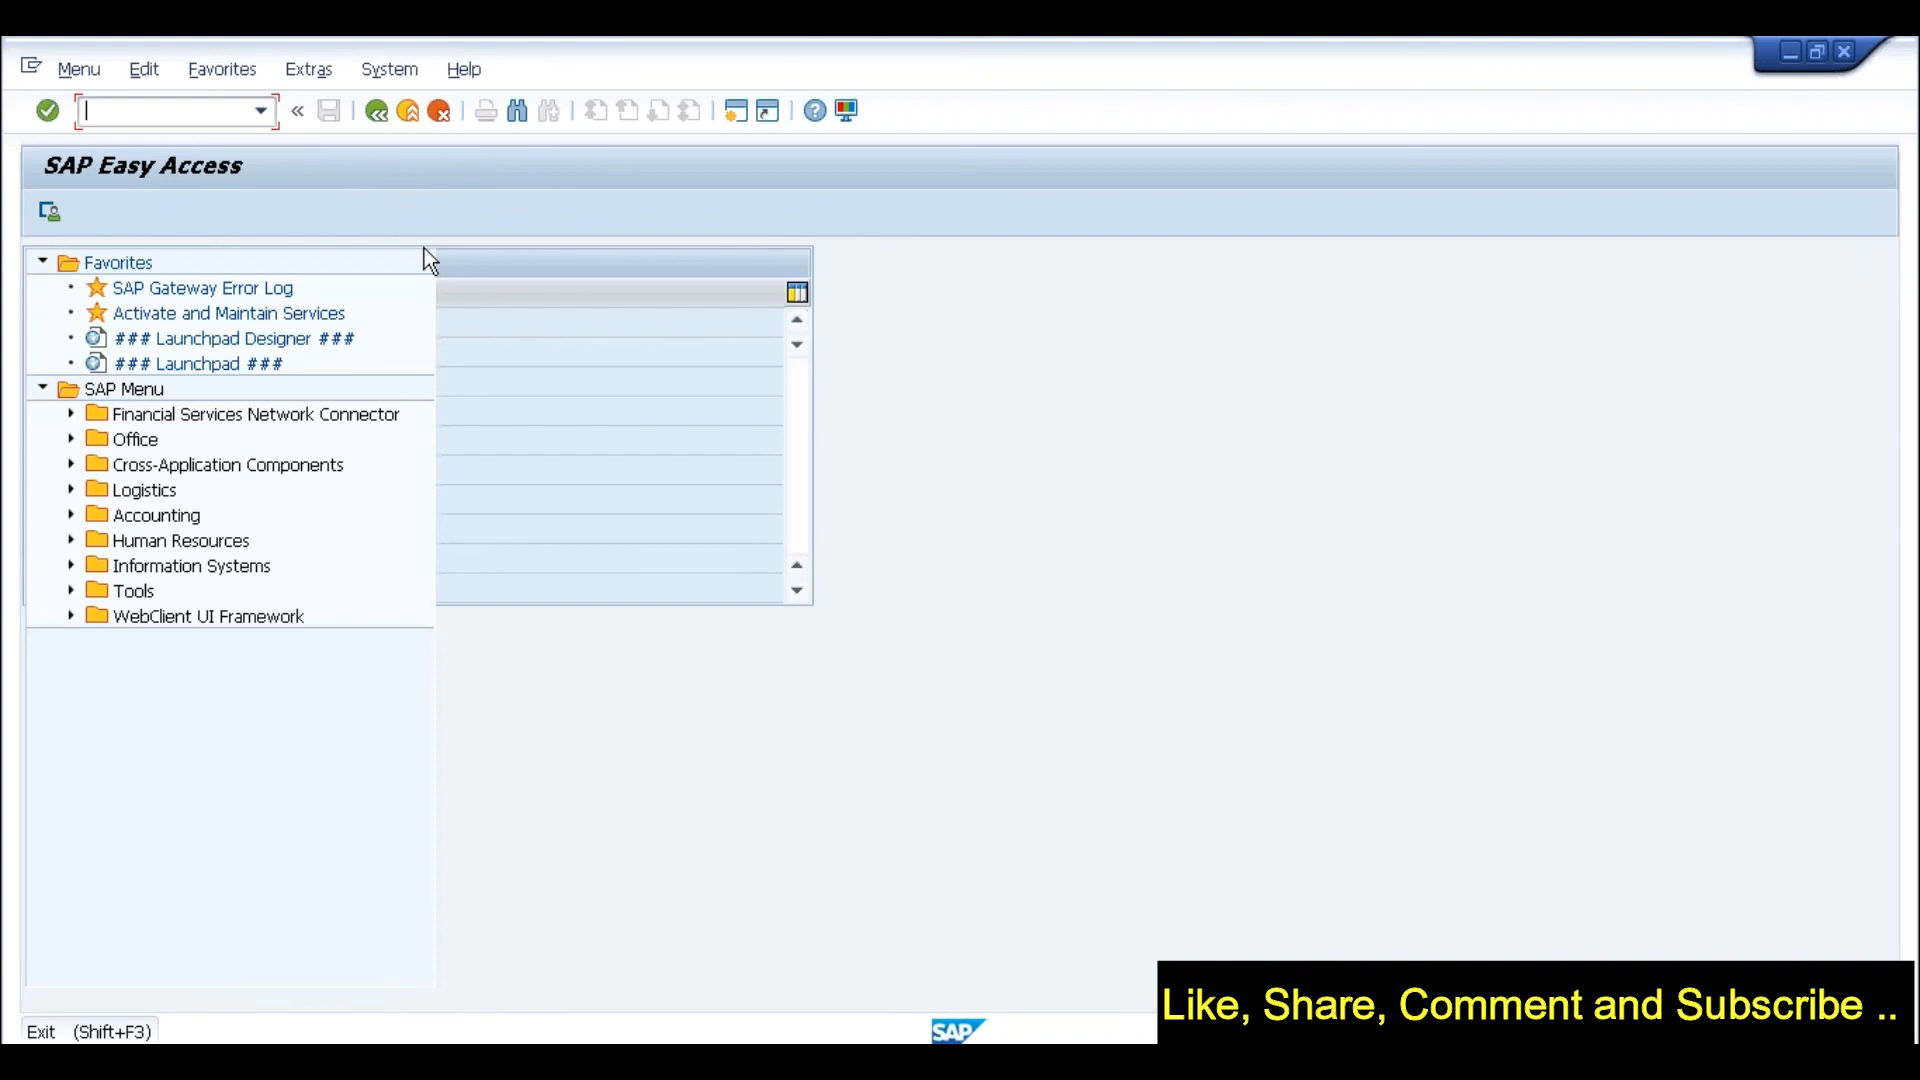 Menu Edit Favorites Extras System Help
SAP Easy Access
Favorites
SAP Gateway Error Log
Activate and Maintain Services
### Launchpad Designer ###
### Launchpad ###
SAP Menu
Financial Services Network Connector
Office
Cross-Application Components
Logistics
Accounting
Human Resources
Information Systems
Tools
WebClient UI Framework
Like, Share, Comment and Subscribe ..
Exit (Shift+F3)
SAP